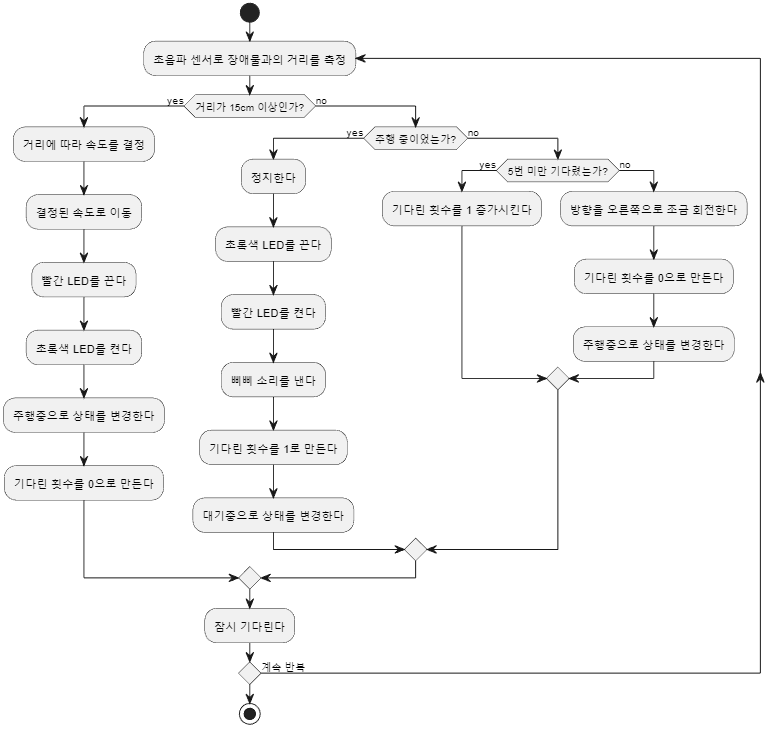 초음파 센서로 장애물과의 거리를 측정
yes
거리가 15cm 이상인가?
no
거리에 따라 속도를 결정
결정된 속도로 이동
빨간 LED를 끈다
초록색 LED를 켠다
주행중으로 상태를 변경한다
기다린 횟수를 0으로 만든다
yes
주행 중이었는가?
no
정지한다
초록색 LED를 끈다
빨간 LED를 켠다
삐삐 소리를 낸다
기다린 횟수를 1로 만든다
대기중으로 상태를 변경한다
yes
5번 미만 기다렸는가?
no
기다린 횟수를 1 증가시킨다
방향을 오른쪽으로 조금 회전한다
기다린 횟수를 0으로 만든다
주행중으로 상태를 변경한다
잠시 기다린다
계속 반복